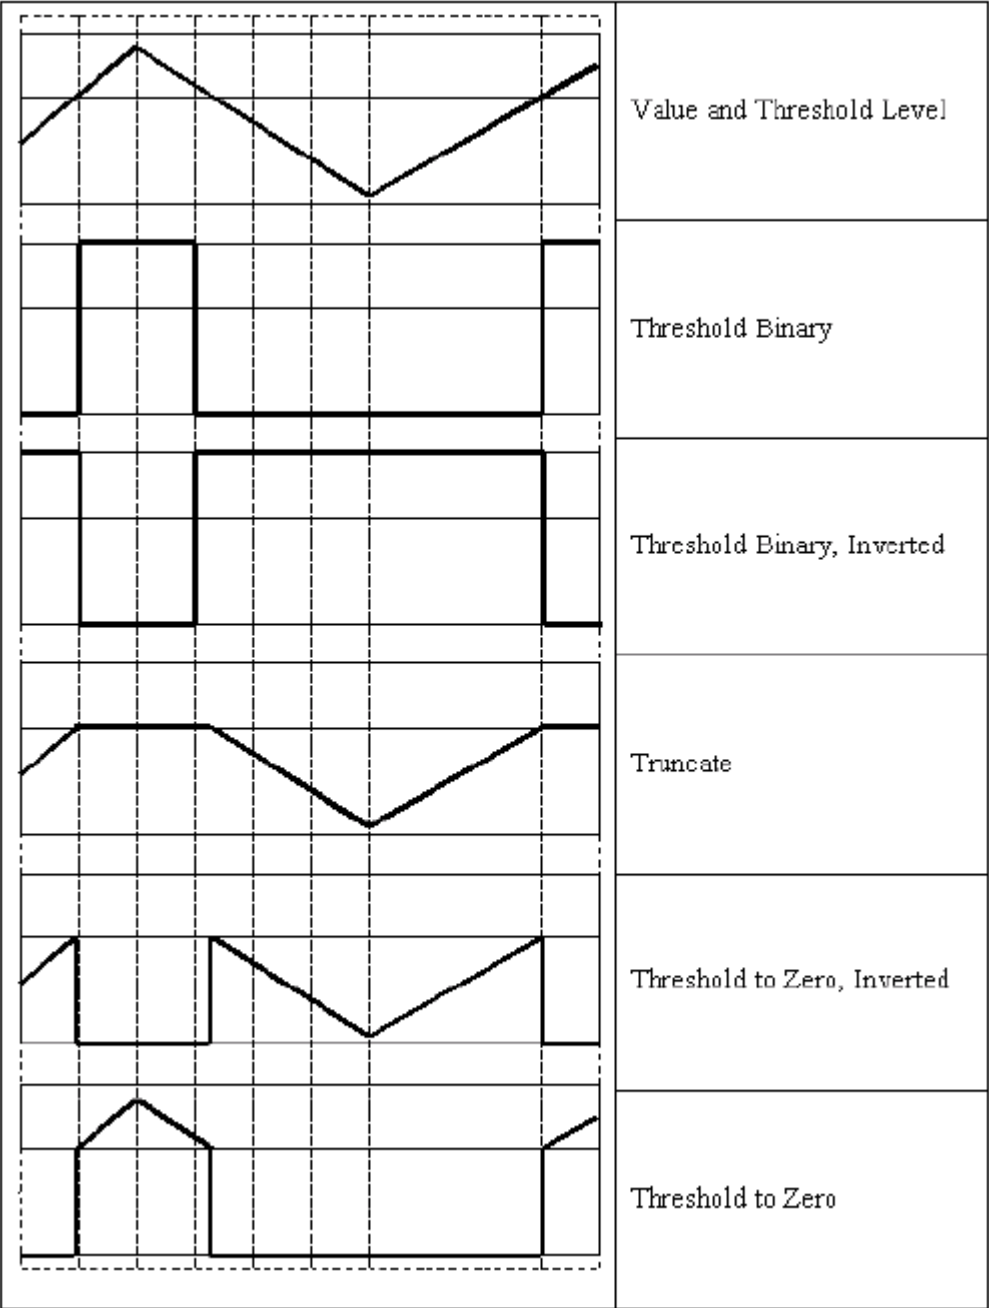 Value and Threshold Level
Threshold Binary
Threshold Binary, Inverted
Truncate
Threshold to Zero, Inverted
Threshold to Zero